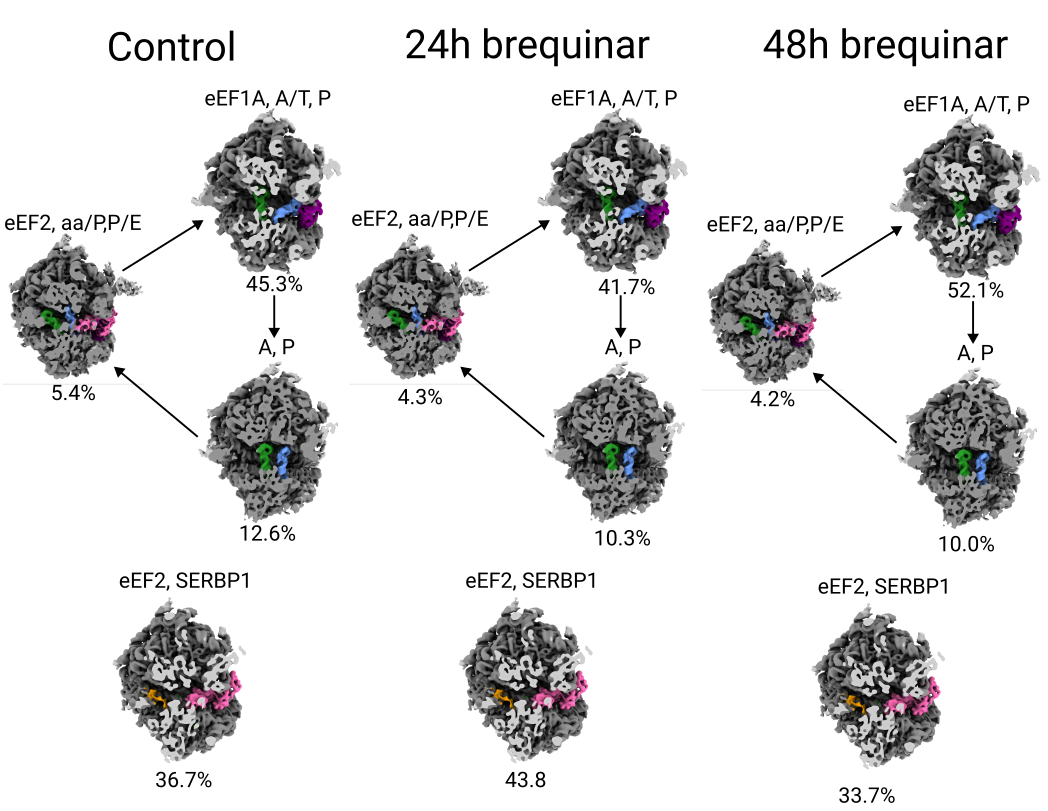 Control
24h brequinar
48h brequinar
eEF1A, A/T, P
eEF1A, A/T, P
eEF1A, A/T, P
eEF2, aa/P,P/E
eEF2, aa/P,P/E
eEF2, aa/P,P/E
45.3%
41.7%
52.1%
A, P
A, P
A, P
5.4%
4.3%
4.2%
12.6%
10.3%
10.0%
eEF2, SERBP1
eEF2, SERBP1
eEF2, SERBP1
36.7%
43.8
33.7%